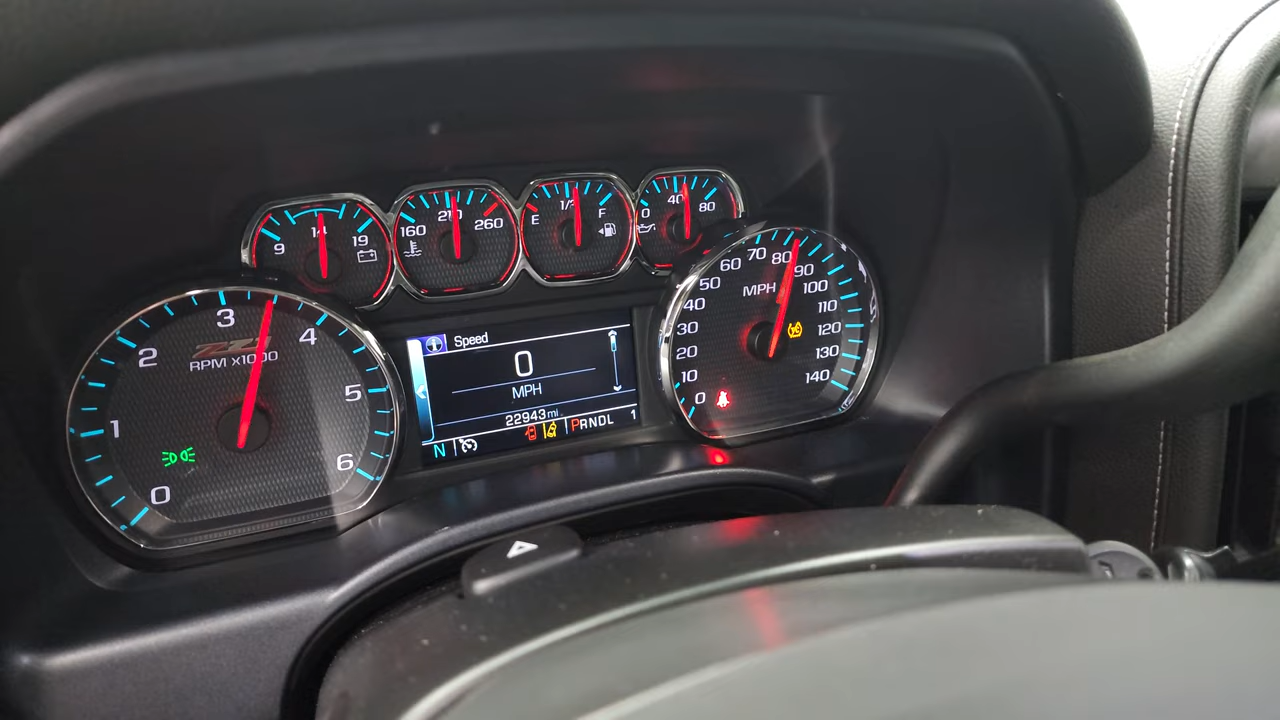 9 14 19
160 210 260
E 1/2 F
0 40 80
0 1 2 3 4 5 6
Z71
RPM X1000
Speed
0
MPH
22943 mi
N PRNDL 1
0 10 20 30 40 50 60 70 80 90 100 110 120 130 140
MPH